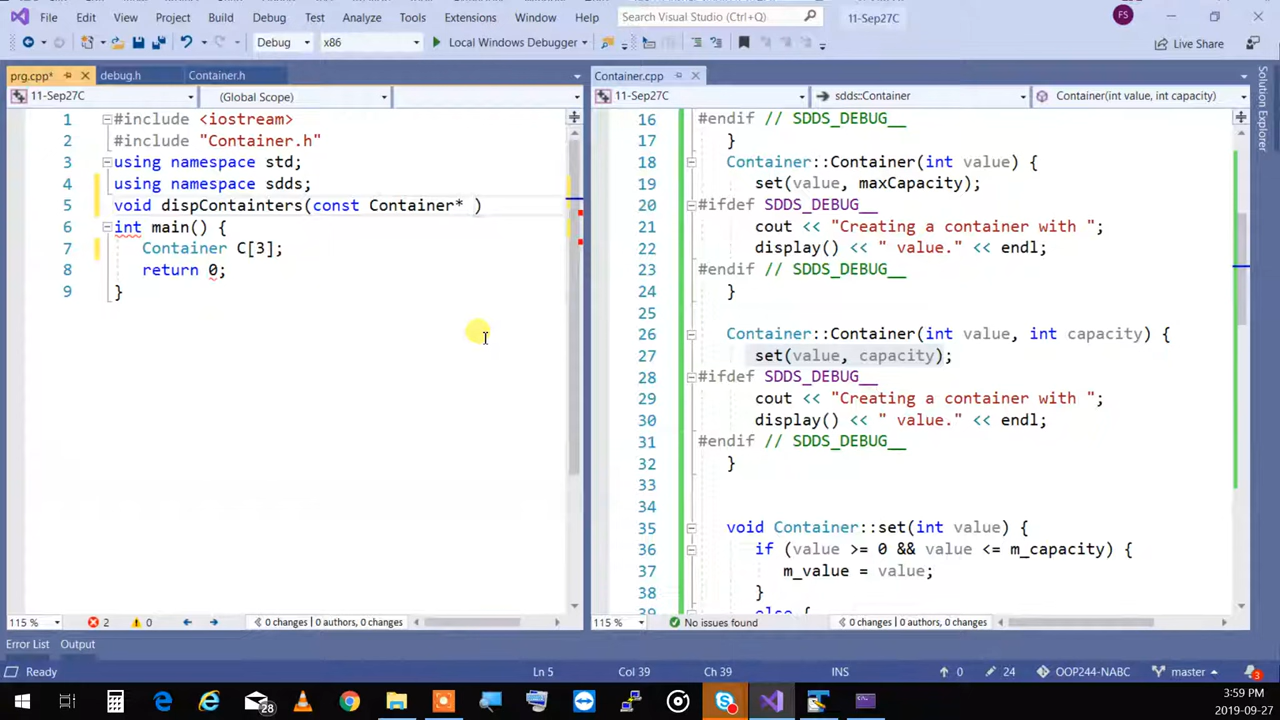 File Edit View Project Build Debug Test Analyze Tools Extensions Window Help Search Visual Studio (Ctrl+Q) 11-Sep27C FS
Debug x86 Local Windows Debugger Live Share
prg.cpp* debug.h Container.h
11-Sep27C (Global Scope)
1 #include <iostream>
2 #include "Container.h"
3 using namespace std;
4 using namespace sdds;
5 void dispContainters(const Container* )
6 int main() {
7 Container C[3];
8 return 0;
9 }
115 % 2 0 0 changes | 0 authors, 0 changes
Container.cpp
11-Sep27C sdds::Container Container(int value, int capacity)
16 #endif // SDDS_DEBUG__
17 }
18 Container::Container(int value) {
19 set(value, maxCapacity);
20 #ifdef SDDS_DEBUG__
21 cout << "Creating a container with ";
22 display() << " value." << endl;
23 #endif // SDDS_DEBUG__
24 }
25
26 Container::Container(int value, int capacity) {
27 set(value, capacity);
28 #ifdef SDDS_DEBUG__
29 cout << "Creating a container with ";
30 display() << " value." << endl;
31 #endif // SDDS_DEBUG__
32 }
33
34
35 void Container::set(int value) {
36 if (value >= 0 && value <= m_capacity) {
37 m_value = value;
38 }
39 else {
115 % No issues found 0 changes | 0 authors, 0 changes
Solution Explorer
Error List Output
Ready Ln 5 Col 39 Ch 39 INS 0 24 OOP244-NABC master 3
28
3:59 PM
2019-09-27